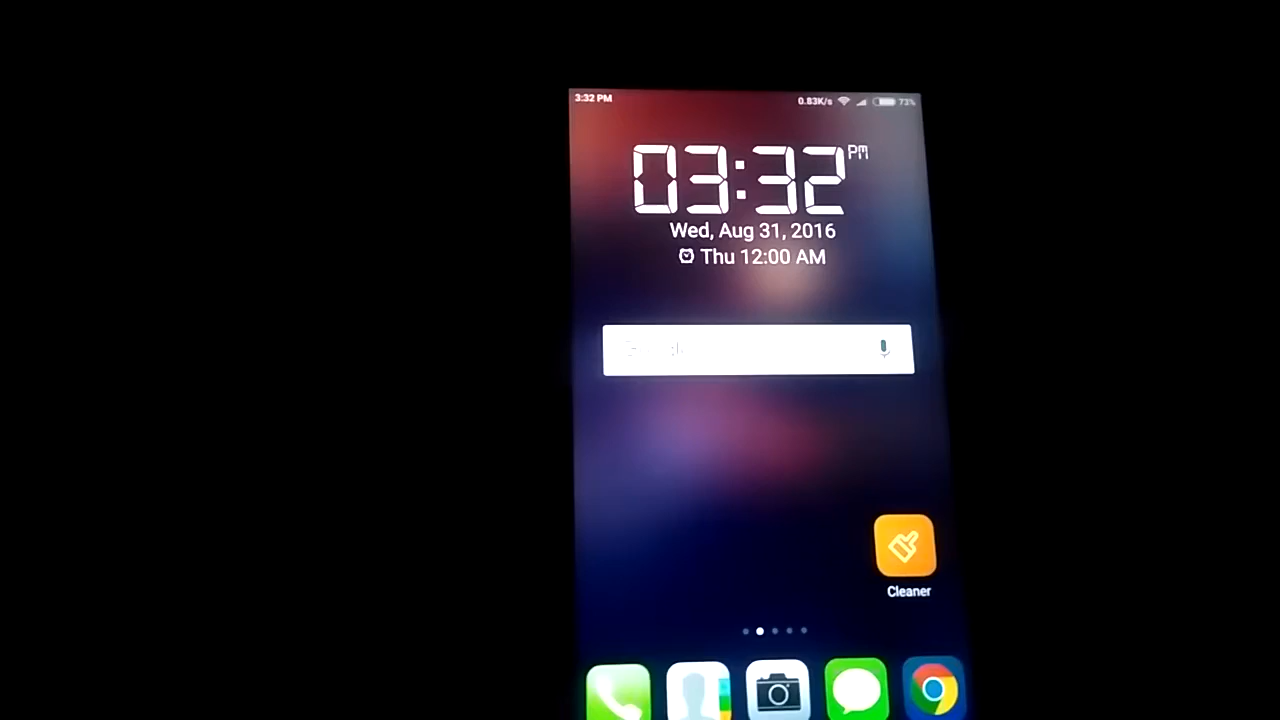 3:32 PM 0.83K/s 73%
03:32 PM
Wed, Aug 31, 2016
Thu 12:00 AM
Cleaner